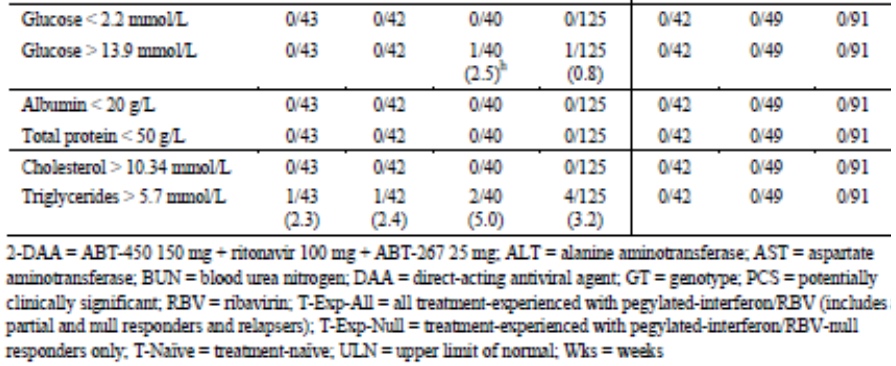 Glucose < 2.2 mmol/L 0/43 0/42 0/40 0/125 0/42 0/49 0/91
Glucose > 13.9 mmol/L 0/43 0/42 1/40 1/125 0/42 0/49 0/91
(2.5)h (0.8)
Albumin < 20 g/L 0/43 0/42 0/40 0/125 0/42 0/49 0/91
Total protein < 50 g/L 0/43 0/42 0/40 0/125 0/42 0/49 0/91
Cholesterol > 10.34 mmol/L 0/43 0/42 0/40 0/125 0/42 0/49 0/91
Triglycerides > 5.7 mmol/L 1/43 1/42 2/40 4/125 0/42 0/49 0/91
(2.3) (2.4) (5.0) (3.2)
2-DAA = ABT-450 150 mg + ritonavir 100 mg + ABT-267 25 mg; ALT = alanine aminotransferase; AST = aspartate
aminotransferase; BUN = blood urea nitrogen; DAA = direct-acting antiviral agent; GT = genotype; PCS = potentially
clinically significant; RBV = ribavirin; T-Exp-All = all treatment-experienced with pegylated-interferon/RBV (includes
partial and null responders and relapsers); T-Exp-Null = treatment-experienced with pegylated-interferon/RBV-null
responders only; T-Naïve = treatment-naïve; ULN = upper limit of normal; Wks = weeks